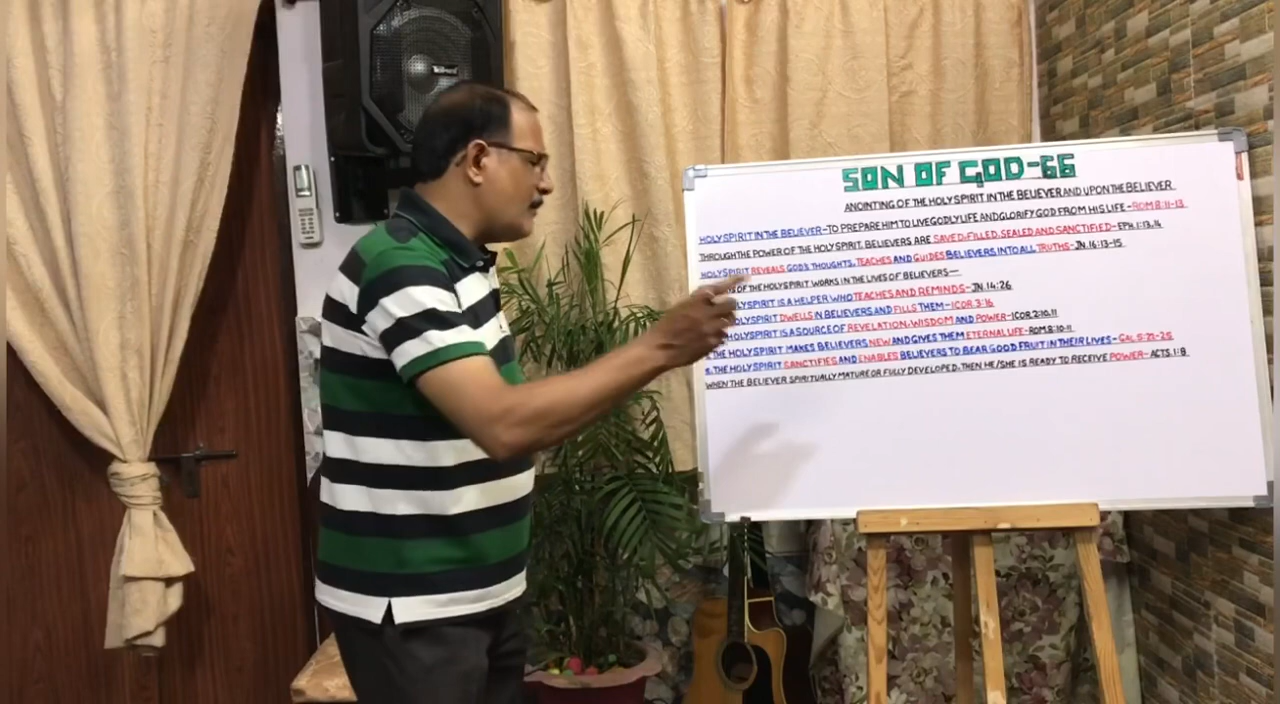 SON OF GOD-66
ANOINTING OF THE HOLY SPIRIT IN THE BELIEVER AND UPON THE BELIEVER
HOLY SPIRIT IN THE BELIEVER-TO PREPARE HIM TO LIVE GODLY LIFE AND GLORIFY GOD FROM HIS LIFE-ROM.8:11-13
THROUGH THE POWER OF THE HOLY SPIRIT. BELIEVERS ARE SAVED, FILLED, SEALED AND SANCTIFIED-EPH.1:13,14
HOLY SPIRIT REVEALS GOD'S THOUGHTS, TEACHES AND GUIDES BELIEVERS INTO ALL TRUTHS-JN.16:13-15
OF THE HOLY SPIRIT WORKS IN THE LIVES OF BELIEVERS-
HOLY SPIRIT IS A HELPER WHO TEACHES AND REMINDS-JN.14:26
HOLY SPIRIT DWELLS IN BELIEVERS AND FILLS THEM-1COR.3:16
HOLY SPIRIT IS A SOURCE OF REVELATION, WISDOM AND POWER-1COR.2:10,11
THE HOLY SPIRIT MAKES BELIEVERS NEW AND GIVES THEM ETERNAL LIFE-ROM.8:10-11
e. THE HOLY SPIRIT SANCTIFIES AND ENABLES BELIEVERS TO BEAR GOOD FRUIT IN THEIR LIVES-GAL.5:22-25
WHEN THE BELIEVER SPIRITUALLY MATURE OR FULLY DEVELOPED, THEN HE/SHE IS READY TO RECEIVE POWER-ACTS.1:8